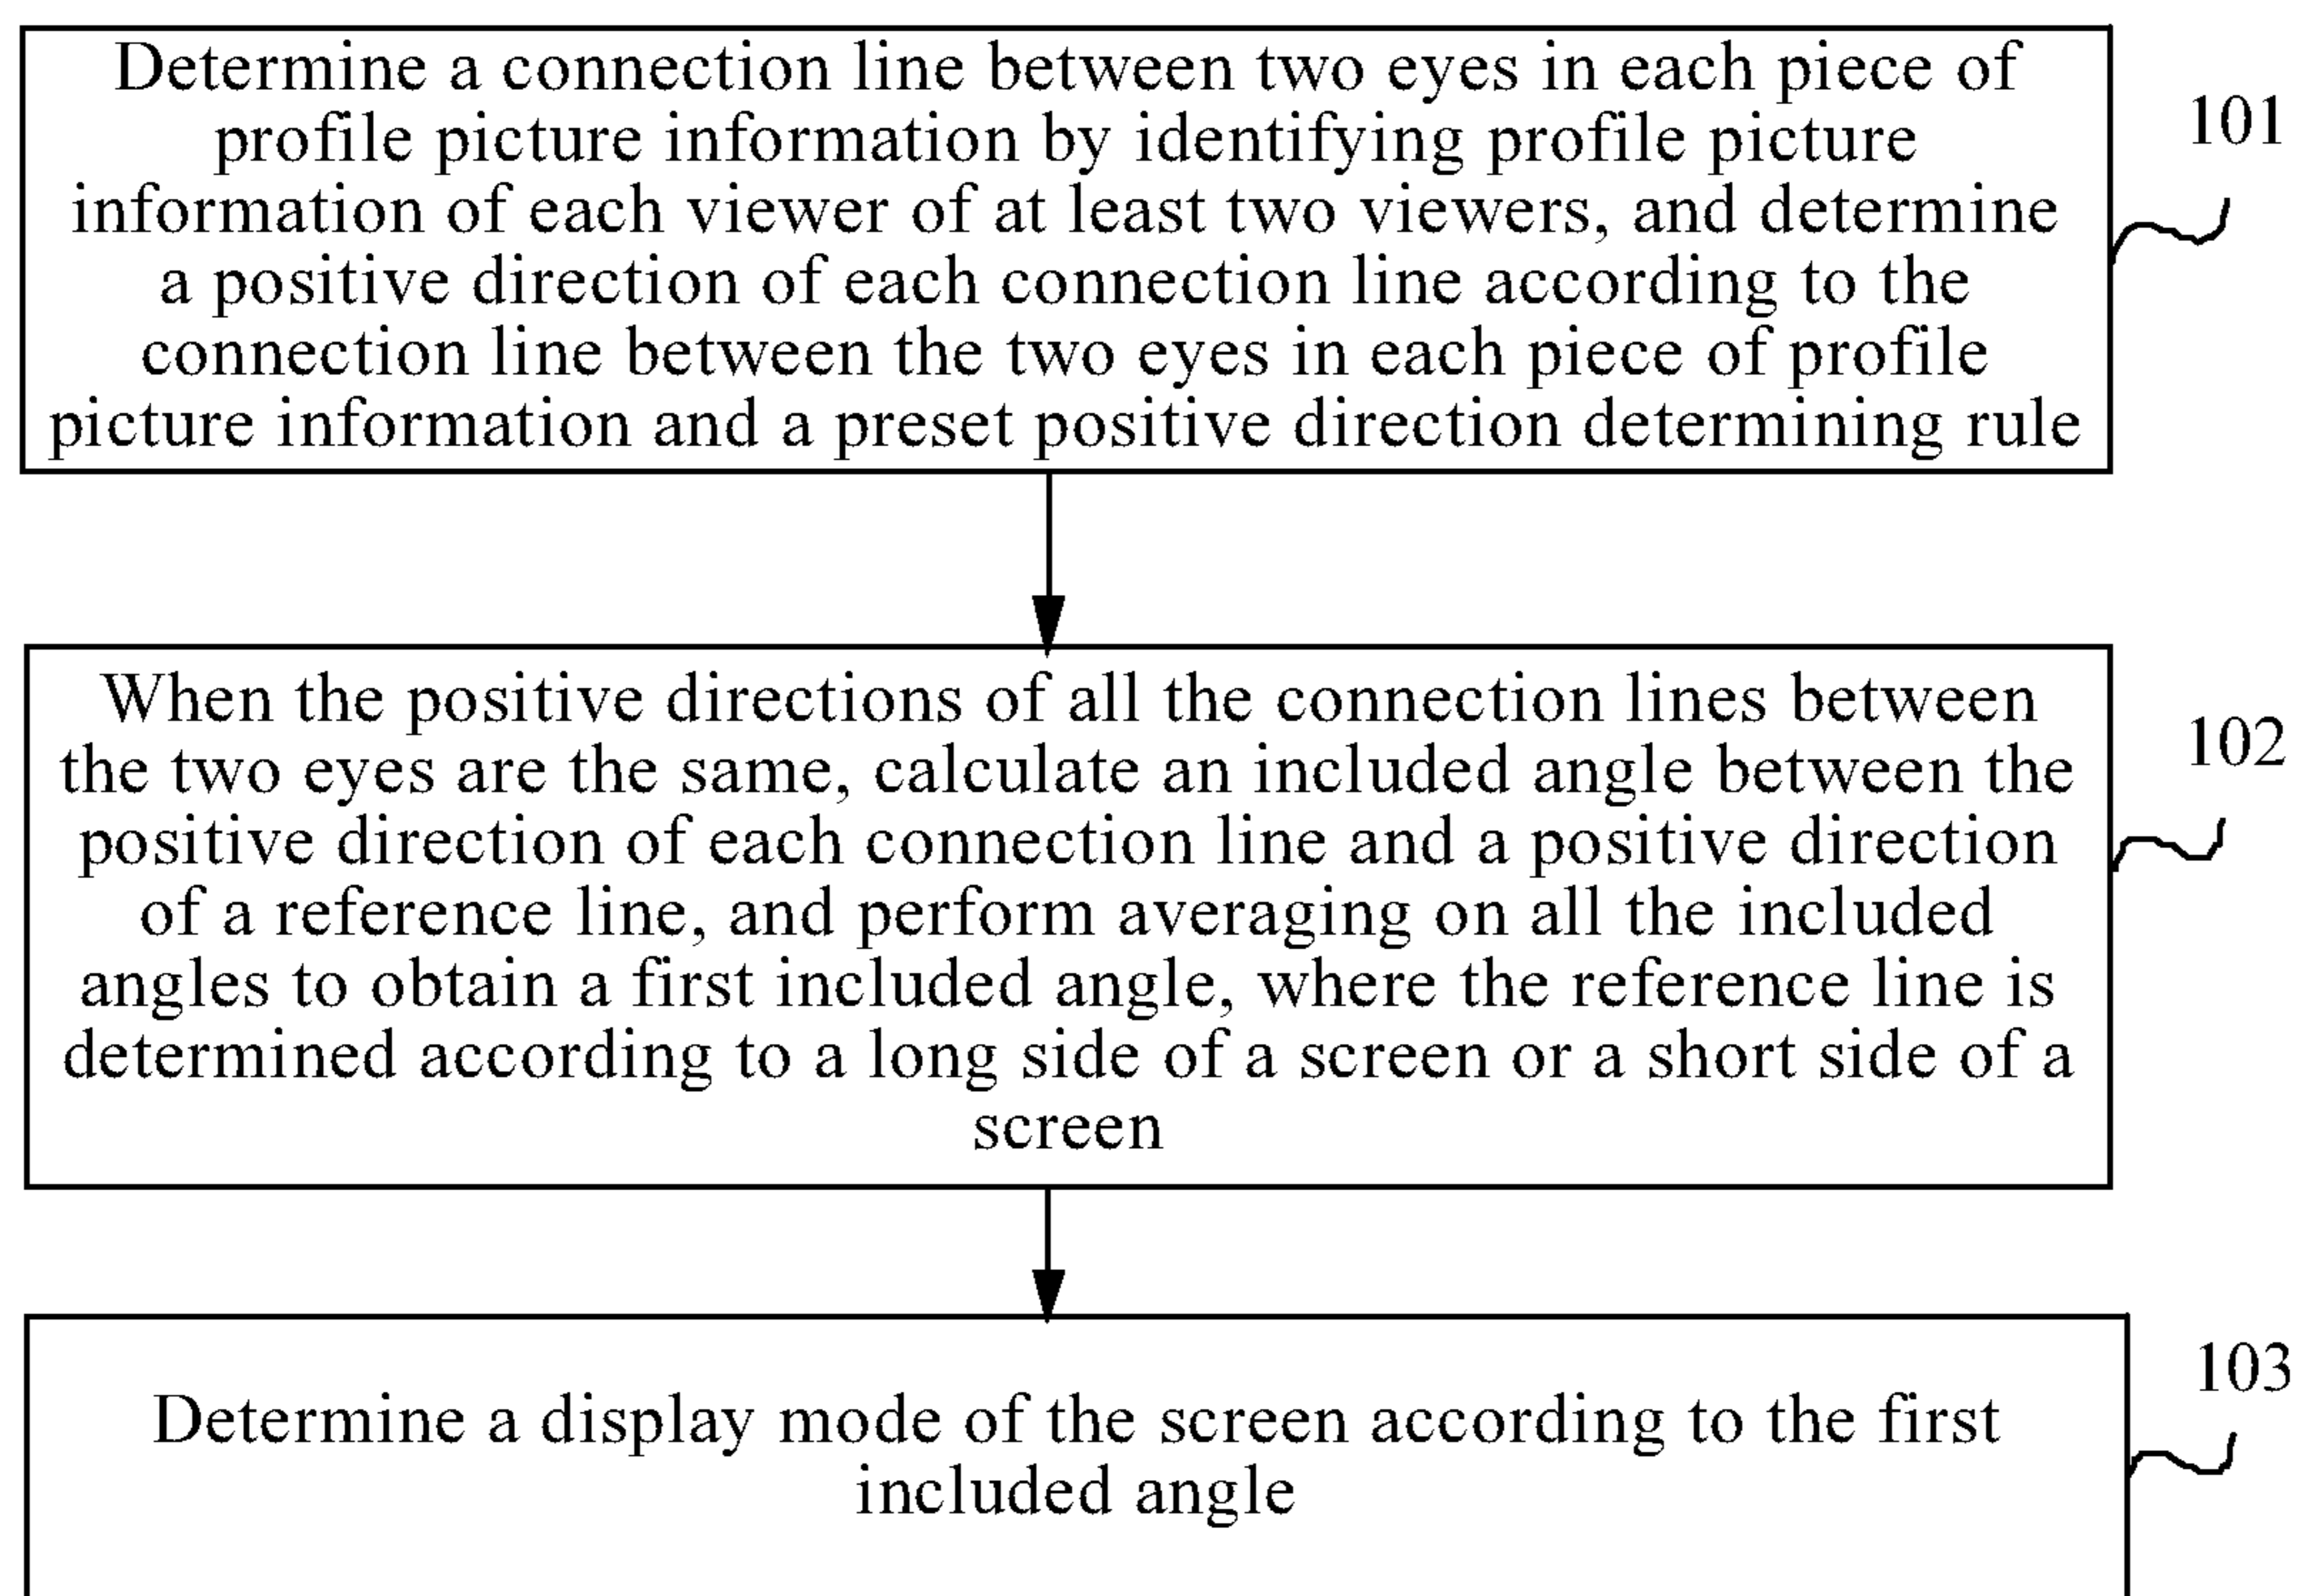 Determine a connection line between two eyes in each piece of
profile picture information by identifying profile picture
information of each viewer of at least two viewers, and determine
a positive direction of each connection line according to the
connection line between the two eyes in each piece of profile
picture information and a preset positive direction determining rule
101
When the positive directions of all the connection lines between
the two eyes are the same, calculate an included angle between the
positive direction of each connection line and a positive direction
of a reference line, and perform averaging on all the included
angles to obtain a first included angle, where the reference line is
determined according to a long side of a screen or a short side of a
screen
102
Determine a display mode of the screen according to the first
included angle
103